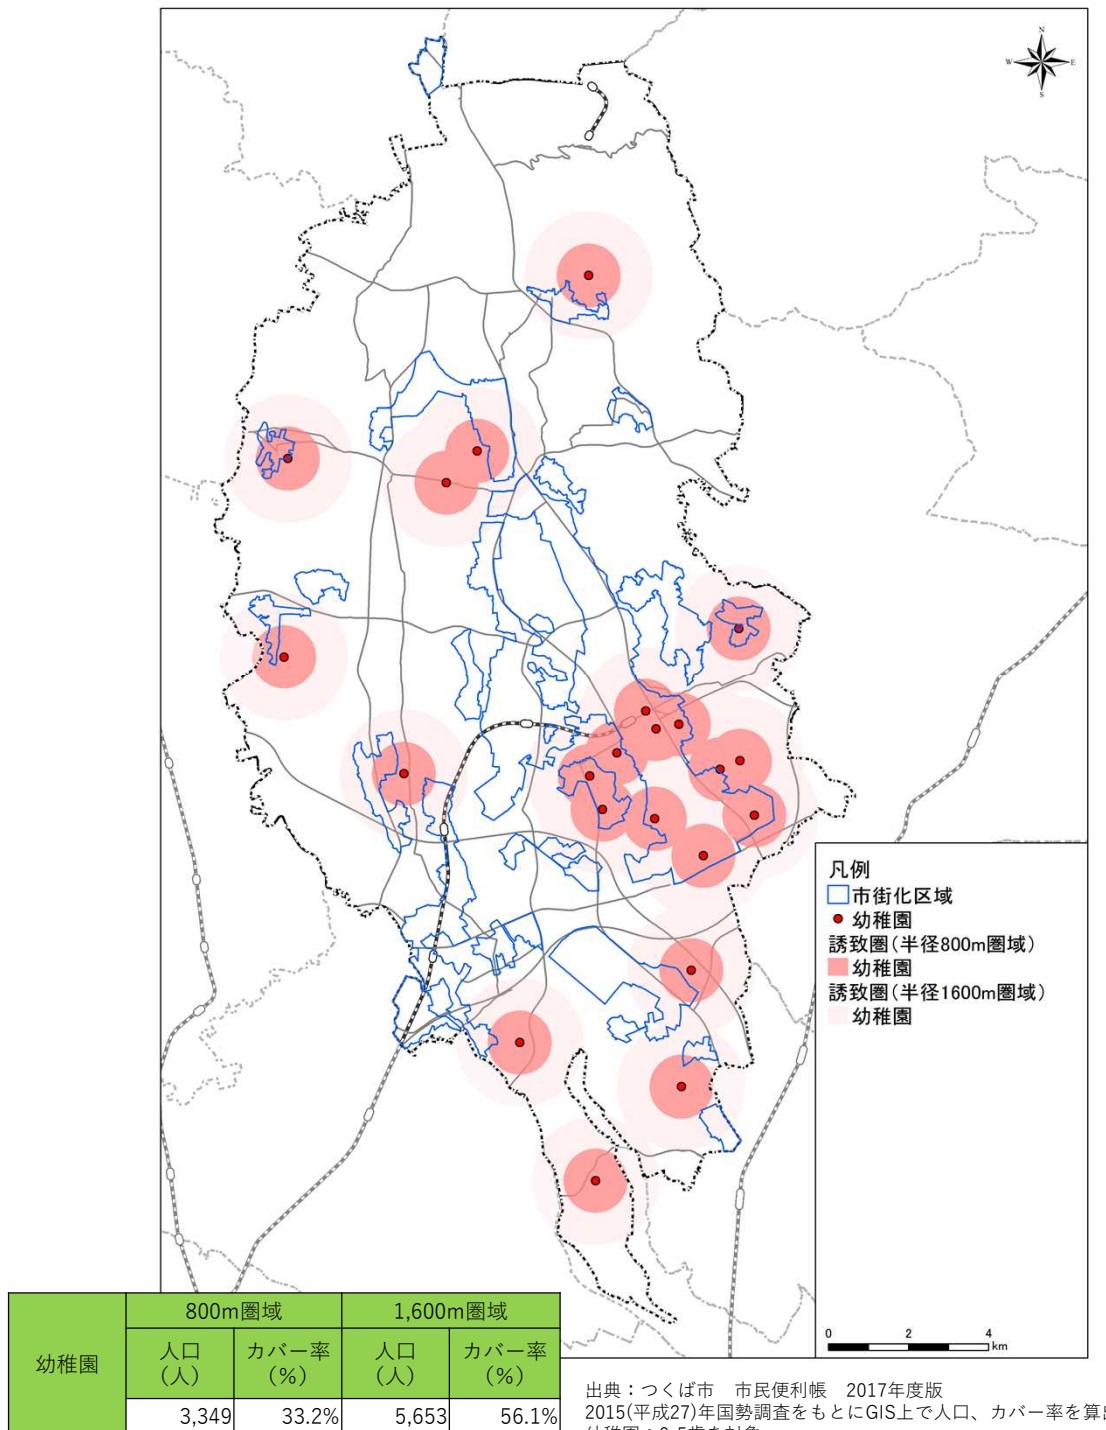 N
W E
S
凡例
市街化区域
幼稚園
誘致圏(半径800m圏域)
幼稚園
誘致圏(半径1600m圏域)
幼稚園
0 2 4
km
幼稚園
800m圏域 1,600m圏域
人口 カバー率 人口 カバー率
(人) (%) (人) (%)
3,349 33.2% 5,653 56.1%
出典：つくば市 市民便利帳 2017年度版
2015(平成27)年国勢調査をもとにGIS上で人口、カバー率を算